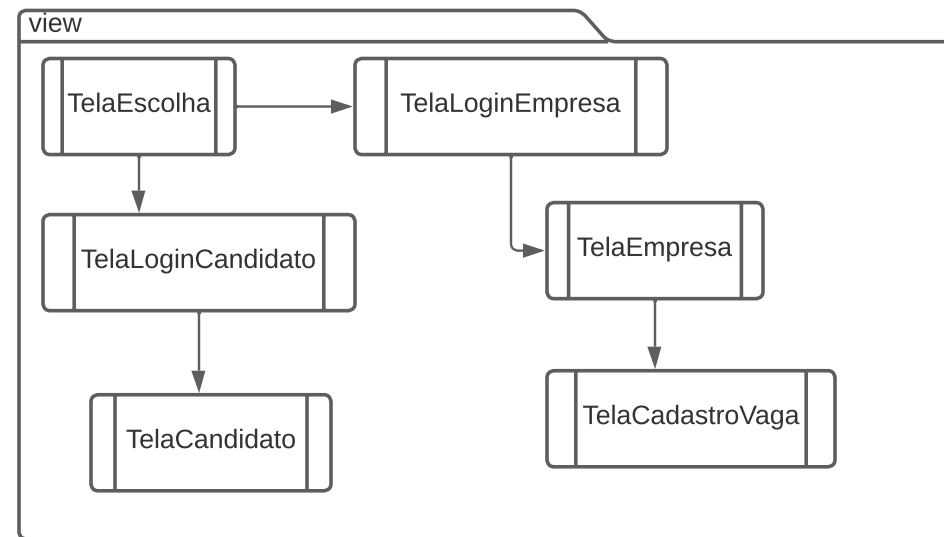 view
TelaEscolha
TelaLoginEmpresa
TelaLoginCandidato
TelaEmpresa
TelaCandidato
TelaCadastroVaga